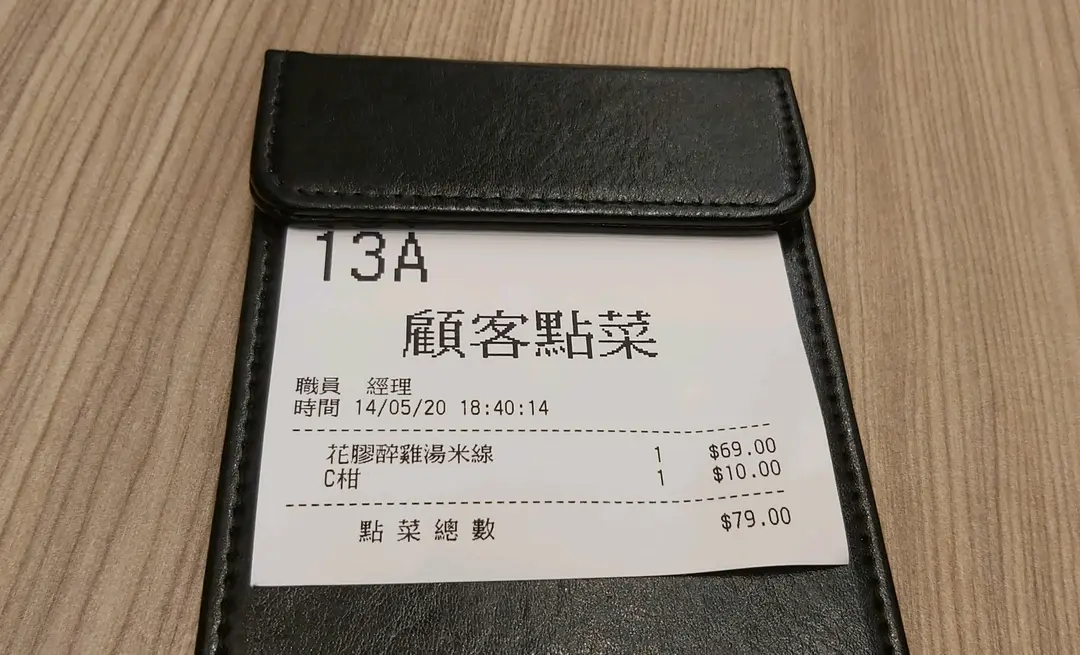 13A
顧客點菜
職員 經理
時間 14/05/20 18:40:14
花膠醉雞湯米線 1 $69.00
C柑 1 $10.00
點菜總數 $79.00